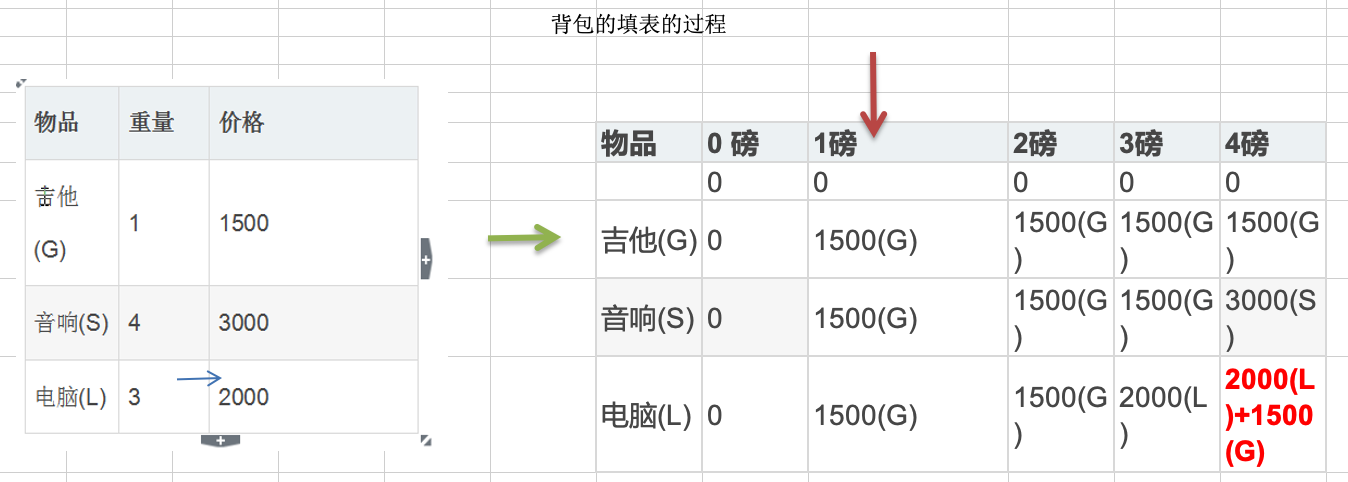 背包的填表的过程
物品 重量 价格
吉他
(G) 1 1500
音响(S) 4 3000
电脑(L) 3 2000
物品 0 磅 1磅 2磅 3磅 4磅
0 0 0 0 0
吉他(G) 0 1500(G) 1500(G 1500(G 1500(G
) ) )
音响(S) 0 1500(G) 1500(G 1500(G 3000(S
) ) )
电脑(L) 0 1500(G) 1500(G 2000(L 2000(L
) ) )+1500
(G)